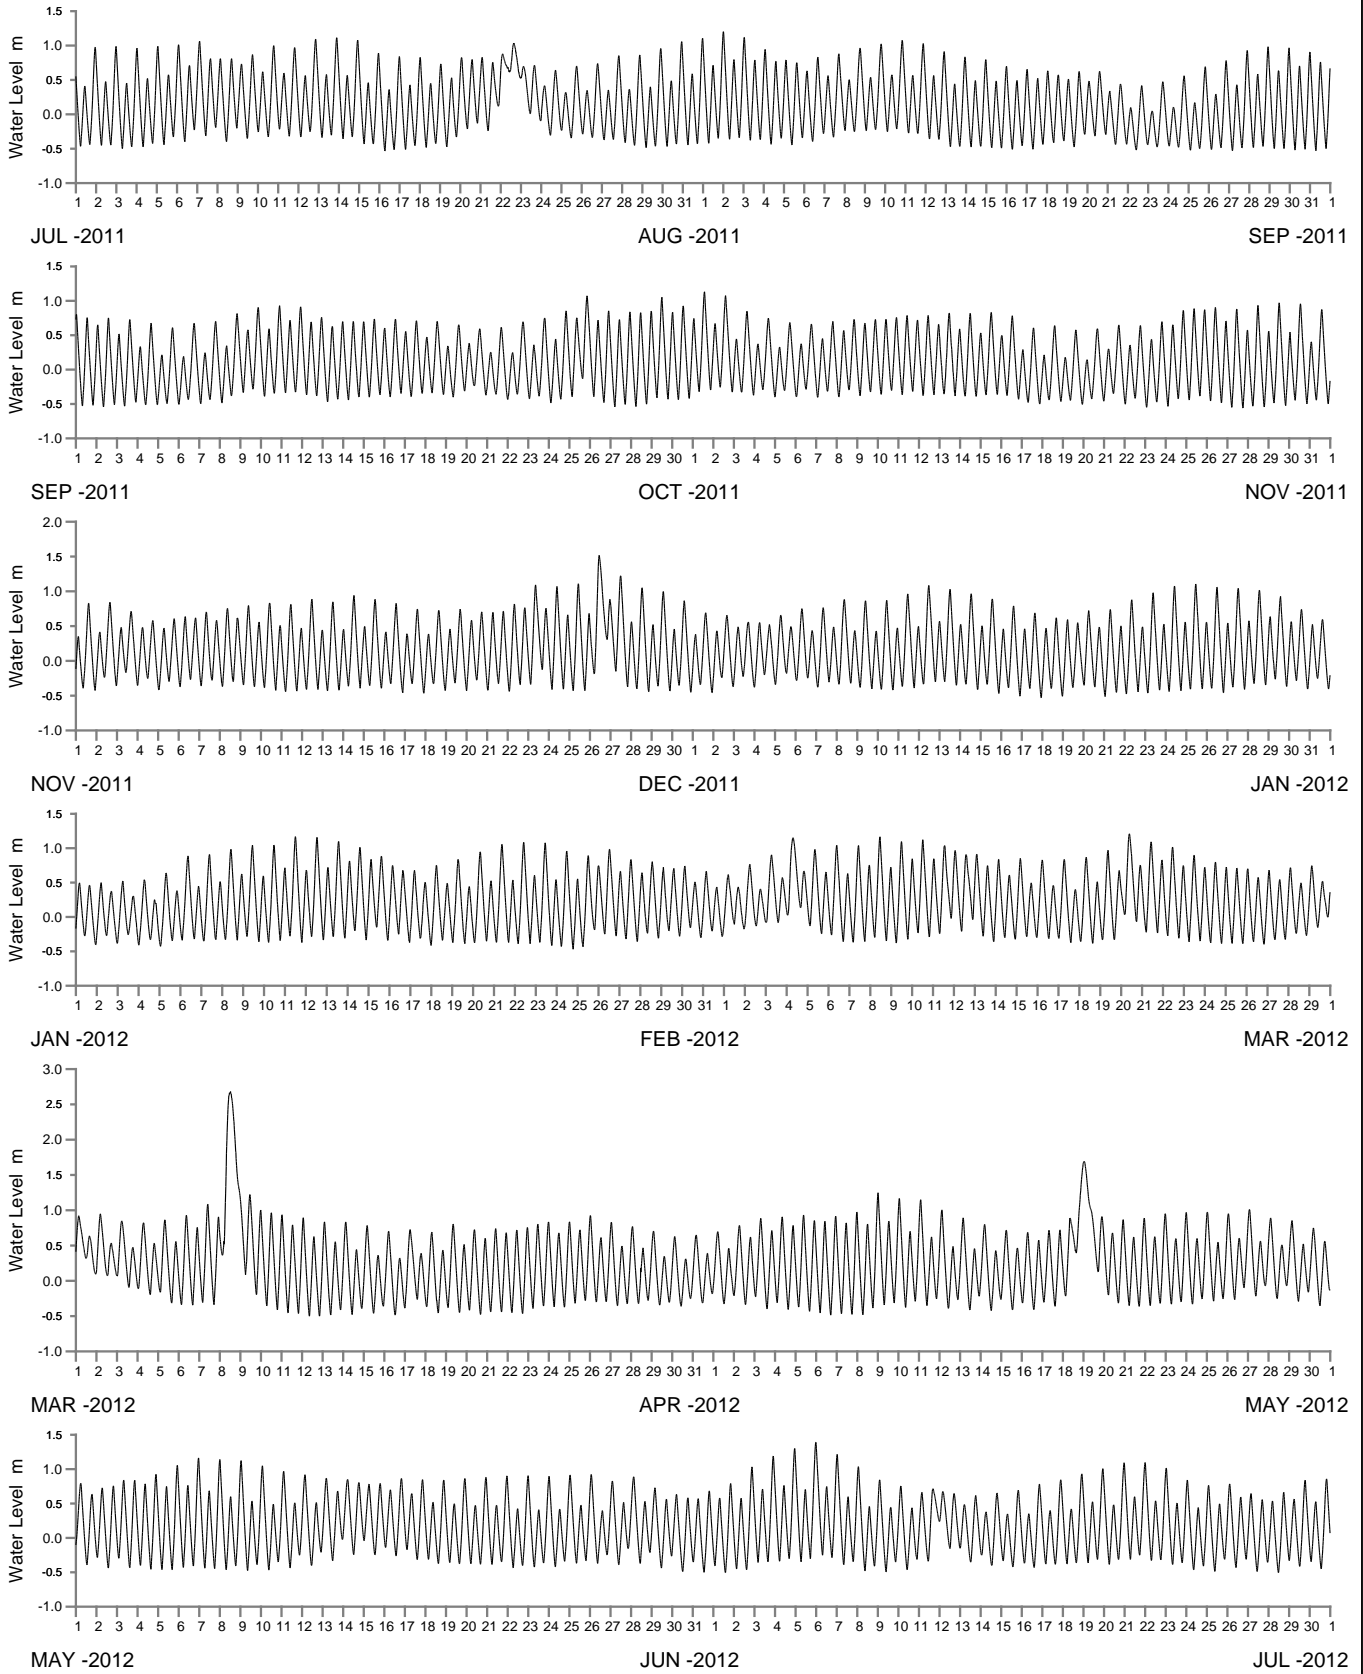 1.5
1.0
0.5
0.0
-0.5
-1.0
Water Level m
1 2 3 4 5 6 7 8 9 10 11 12 13 14 15 16 17 18 19 20 21 22 23 24 25 26 27 28 29 30 31 1 2 3 4 5 6 7 8 9 10 11 12 13 14 15 16 17 18 19 20 21 22 23 24 25 26 27 28 29 30 31 1
JUL -2011 AUG -2011 SEP -2011
1.5
1.0
0.5
0.0
-0.5
-1.0
Water Level m
1 2 3 4 5 6 7 8 9 10 11 12 13 14 15 16 17 18 19 20 21 22 23 24 25 26 27 28 29 30 1 2 3 4 5 6 7 8 9 10 11 12 13 14 15 16 17 18 19 20 21 22 23 24 25 26 27 28 29 30 31 1
SEP -2011 OCT -2011 NOV -2011
2.0
1.5
1.0
0.5
0.0
-0.5
-1.0
Water Level m
1 2 3 4 5 6 7 8 9 10 11 12 13 14 15 16 17 18 19 20 21 22 23 24 25 26 27 28 29 30 1 2 3 4 5 6 7 8 9 10 11 12 13 14 15 16 17 18 19 20 21 22 23 24 25 26 27 28 29 30 31 1
NOV -2011 DEC -2011 JAN -2012
1.5
1.0
0.5
0.0
-0.5
-1.0
Water Level m
1 2 3 4 5 6 7 8 9 10 11 12 13 14 15 16 17 18 19 20 21 22 23 24 25 26 27 28 29 30 31 1 2 3 4 5 6 7 8 9 10 11 12 13 14 15 16 17 18 19 20 21 22 23 24 25 26 27 28 29 1
JAN -2012 FEB -2012 MAR -2012
3.0
2.5
2.0
1.5
1.0
0.5
0.0
-0.5
-1.0
Water Level m
1 2 3 4 5 6 7 8 9 10 11 12 13 14 15 16 17 18 19 20 21 22 23 24 25 26 27 28 29 30 31 1 2 3 4 5 6 7 8 9 10 11 12 13 14 15 16 17 18 19 20 21 22 23 24 25 26 27 28 29 30 1
MAR -2012 APR -2012 MAY -2012
1.5
1.0
0.5
0.0
-0.5
-1.0
Water Level m
1 2 3 4 5 6 7 8 9 10 11 12 13 14 15 16 17 18 19 20 21 22 23 24 25 26 27 28 29 30 31 1 2 3 4 5 6 7 8 9 10 11 12 13 14 15 16 17 18 19 20 21 22 23 24 25 26 27 28 29 30 1
MAY -2012 JUN -2012 JUL -2012